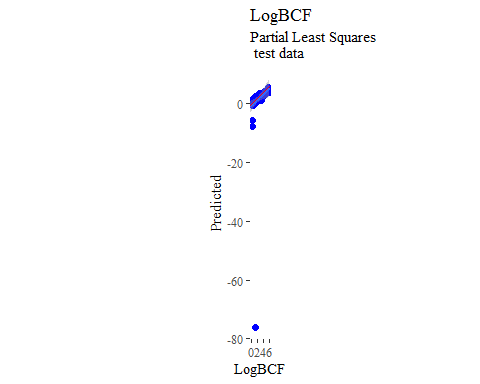 LogBCF
Partial Least Squares
test data
0
-20
-40
-60
-80
Predicted
0246
LogBCF